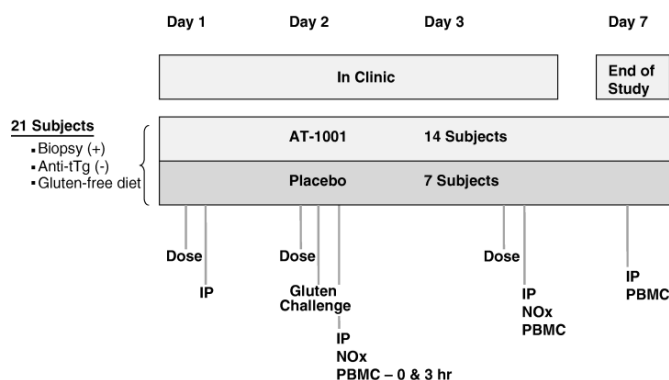 Day 1 Day 2 Day 3 Day 7
In Clinic
End of
Study
21 Subjects
▪ Biopsy (+)
▪ Anti-tTg (-)
▪ Gluten-free diet
AT-1001 14 Subjects
Placebo 7 Subjects
Dose
IP
Dose
Gluten
Challenge
IP
NOx
PBMC – 0 & 3 hr
Dose
IP
NOx
PBMC
IP
PBMC